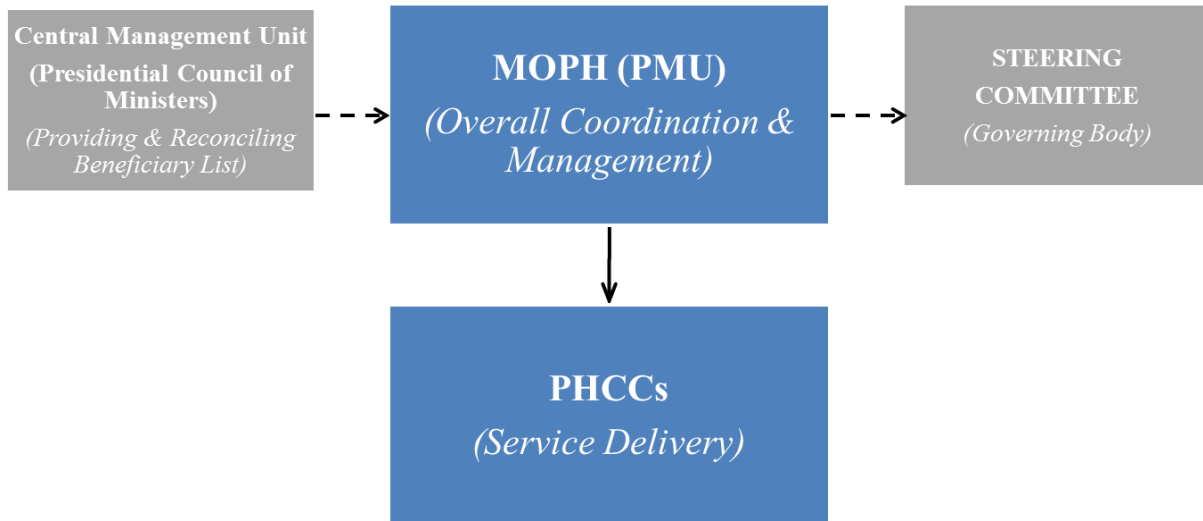 Central Management Unit
(Presidential Council of
Ministers)
(Providing & Reconciling
Beneficiary List)
MOPH (PMU)
(Overall Coordination &
Management)
STEERING
COMMITTEE
(Governing Body)
PHCCs
(Service Delivery)